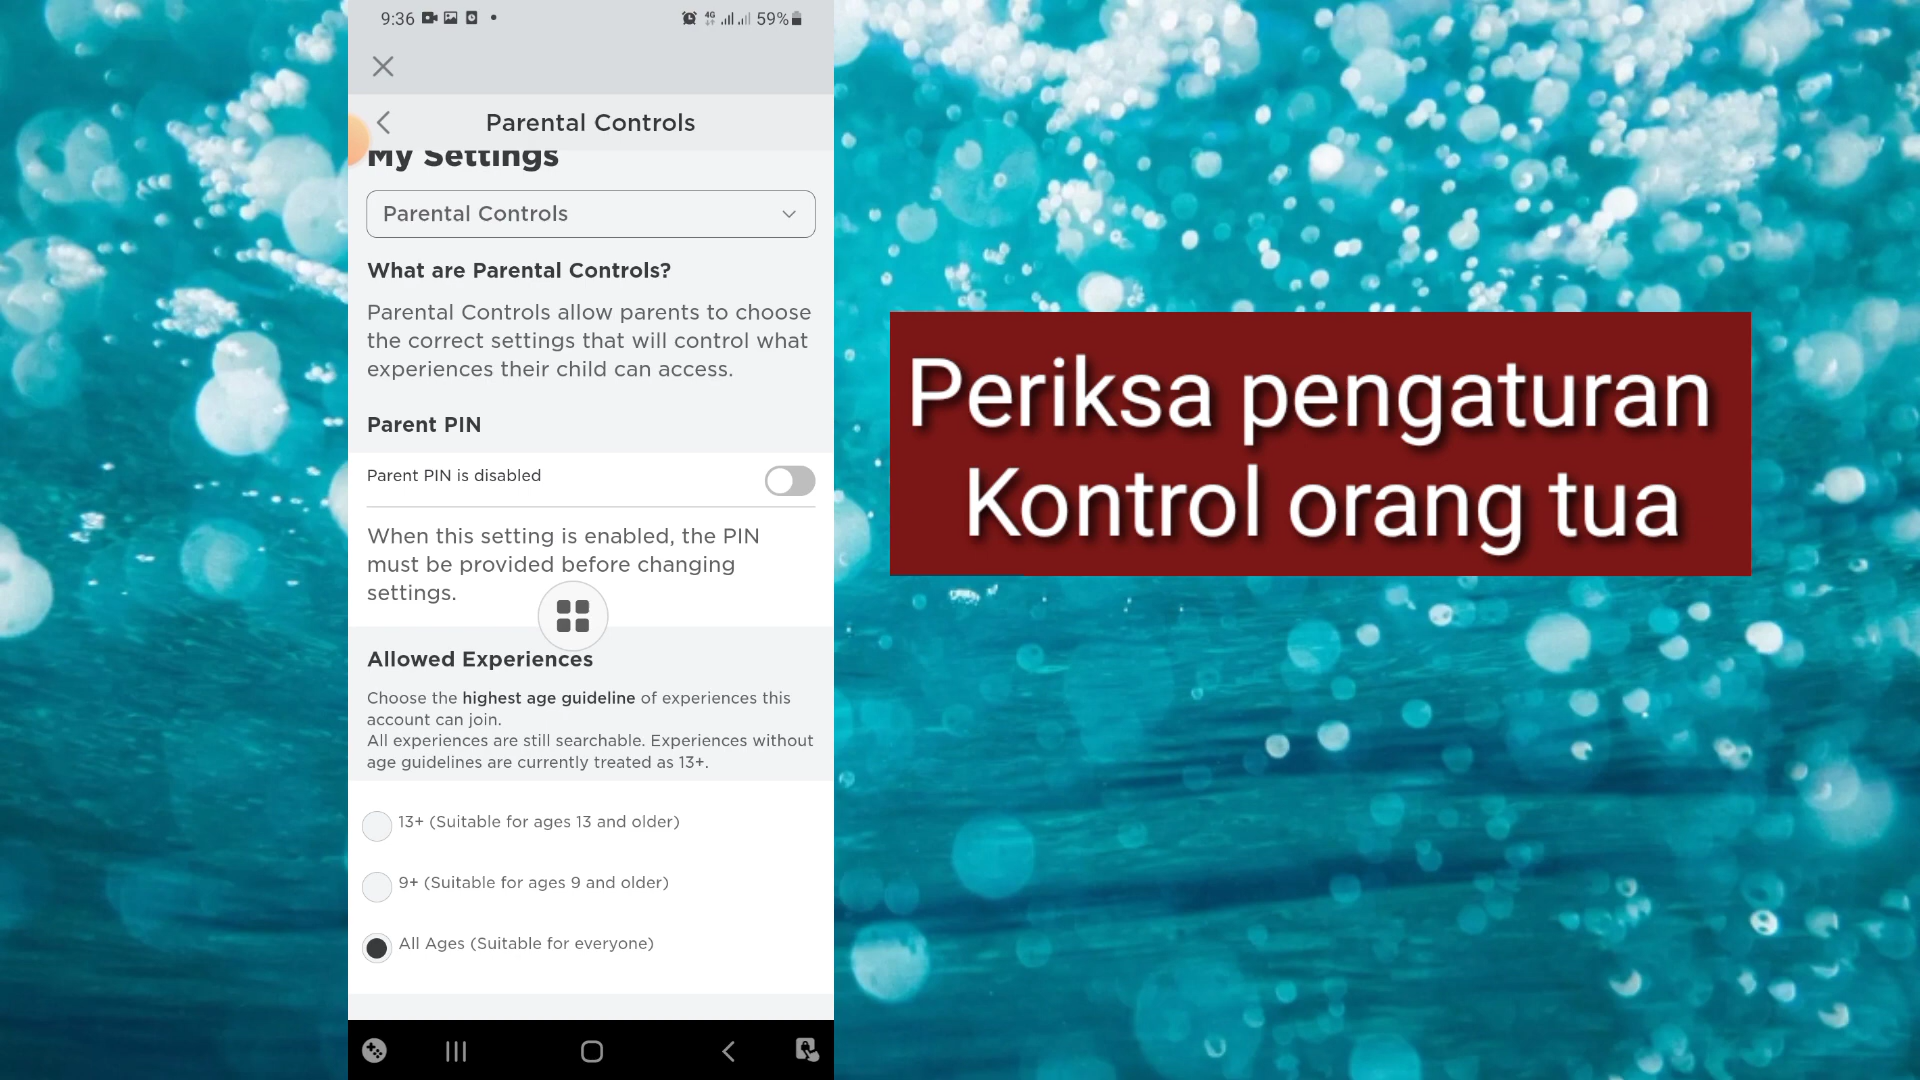 9:36
4G
59%
Parental Controls
My Settings
Parental Controls
What are Parental Controls?
Parental Controls allow parents to choose
the correct settings that will control what
experiences their child can access.
Parent PIN
Parent PIN is disabled
When this setting is enabled, the PIN
must be provided before changing
settings.
Allowed Experiences
Choose the highest age guideline of experiences this
account can join.
All experiences are still searchable. Experiences without
age guidelines are currently treated as 13+.
13+ (Suitable for ages 13 and older)
9+ (Suitable for ages 9 and older)
All Ages (Suitable for everyone)
Periksa pengaturan
Kontrol orang tua